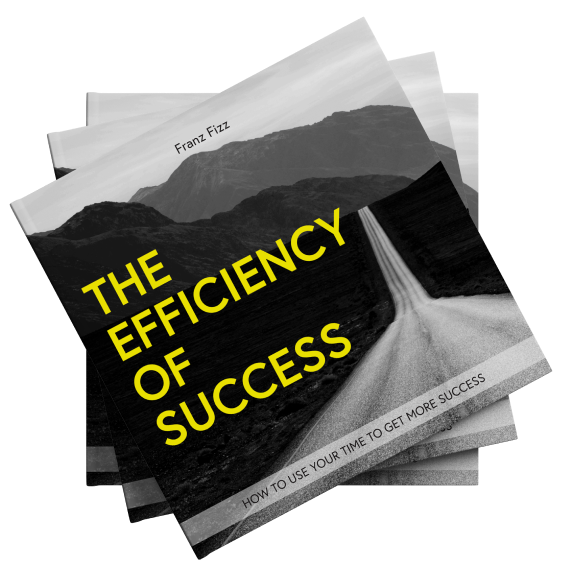 Franz Fizz
THE
EFFICIENCY
OF
SUCCESS
HOW TO USE YOUR TIME TO GET MORE SUCCESS